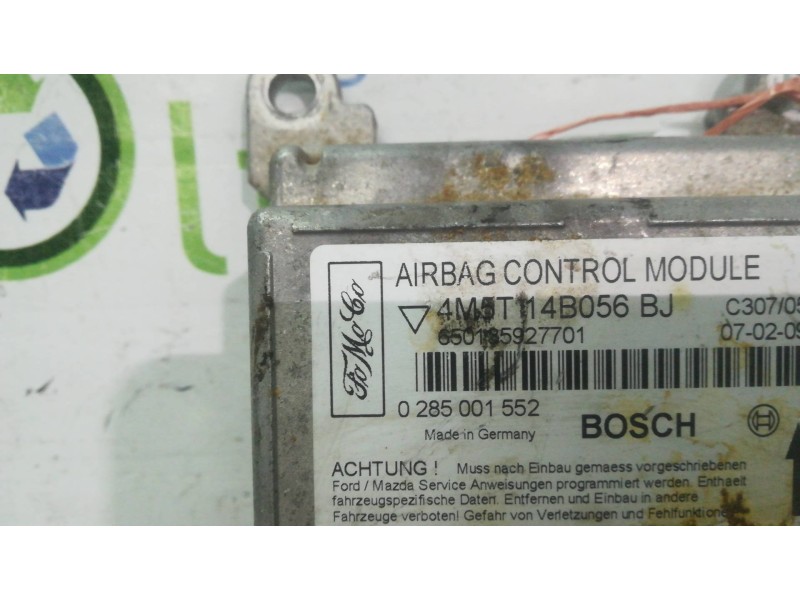 AIRBAG CONTROL MODULE
FoMoCo
4M5T 14B056 BJ
C307/05
650185927701
07-02-09
0 285 001 552
Made in Germany
BOSCH
ACHTUNG ! Muss nach Einbau gemaess vorgeschriebenen
Ford / Mazda Service Anweisungen programmiert werden. Enthaelt
fahrzeugspezifische Daten. Entfernen und Einbau in andere
Fahrzeuge verboten! Gefahr von Verletzungen und Fehlfunktionen